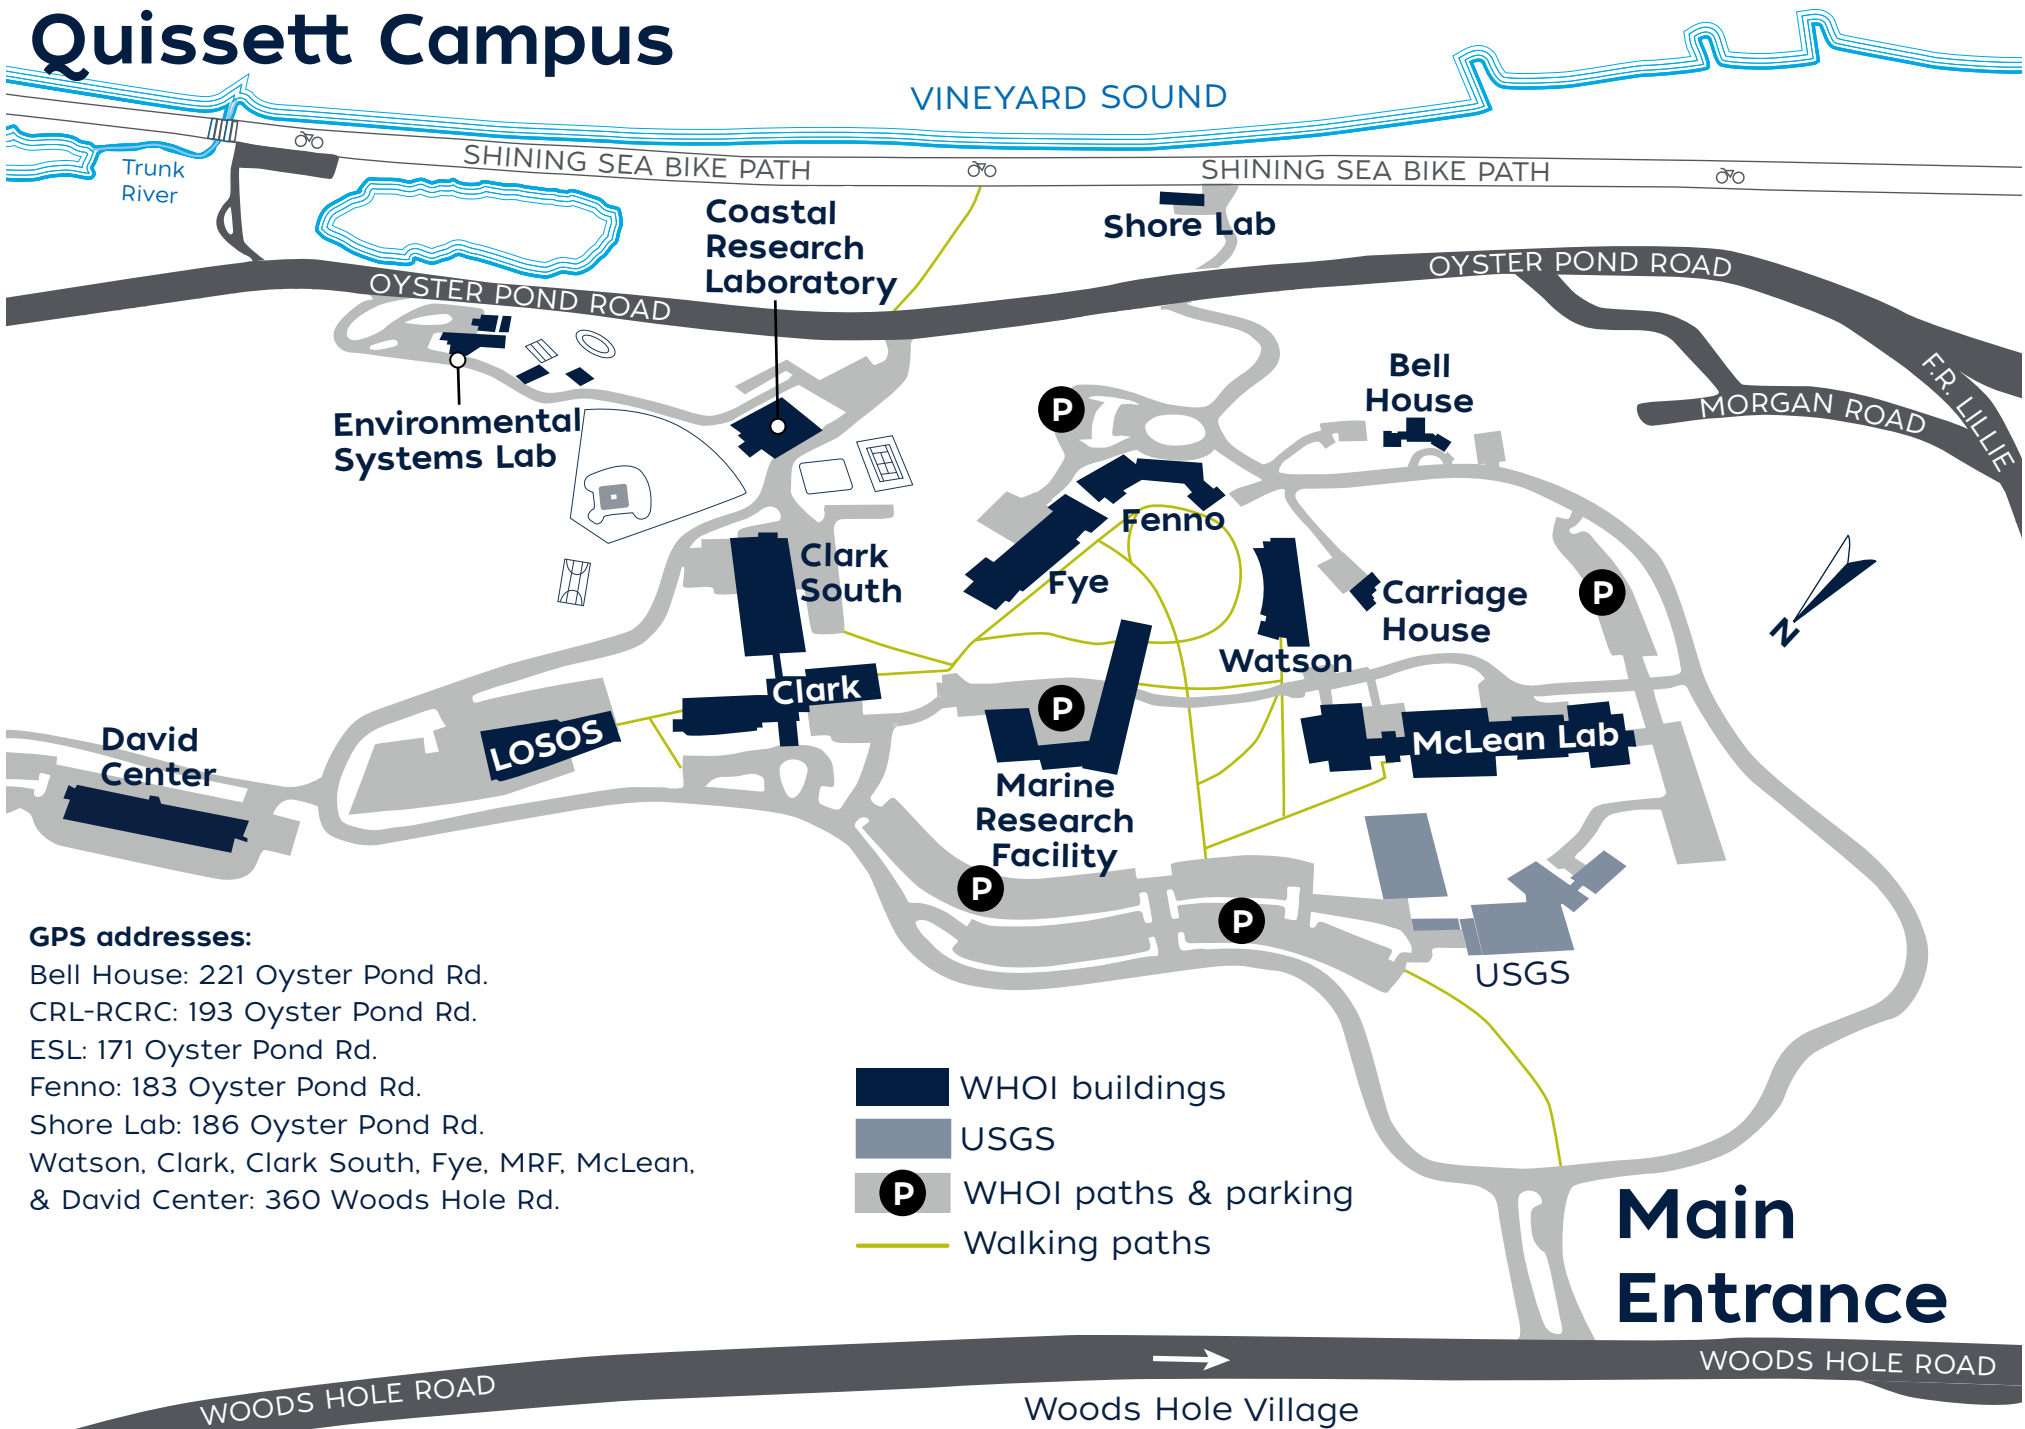 Quissett Campus
VINEYARD SOUND
Trunk
River
SHINING SEA BIKE PATH
SHINING SEA BIKE PATH
Coastal
Research
Laboratory
Shore Lab
OYSTER POND ROAD
OYSTER POND ROAD
Environmental
Systems Lab
P
Bell
House
MORGAN ROAD
F.R. LILLIE
Fenno
Clark
South
Fye
Carriage
House
P
N
Watson
Clark
LOSOS
P
McLean Lab
David
Center
Marine
Research
Facility
P
P
USGS
GPS addresses:
Bell House: 221 Oyster Pond Rd.
CRL-RCRC: 193 Oyster Pond Rd.
ESL: 171 Oyster Pond Rd.
Fenno: 183 Oyster Pond Rd.
Shore Lab: 186 Oyster Pond Rd.
Watson, Clark, Clark South, Fye, MRF, McLean,
& David Center: 360 Woods Hole Rd.
WHOI buildings
USGS
P WHOI paths & parking
Walking paths
Main
Entrance
WOODS HOLE ROAD
WOODS HOLE ROAD
Woods Hole Village